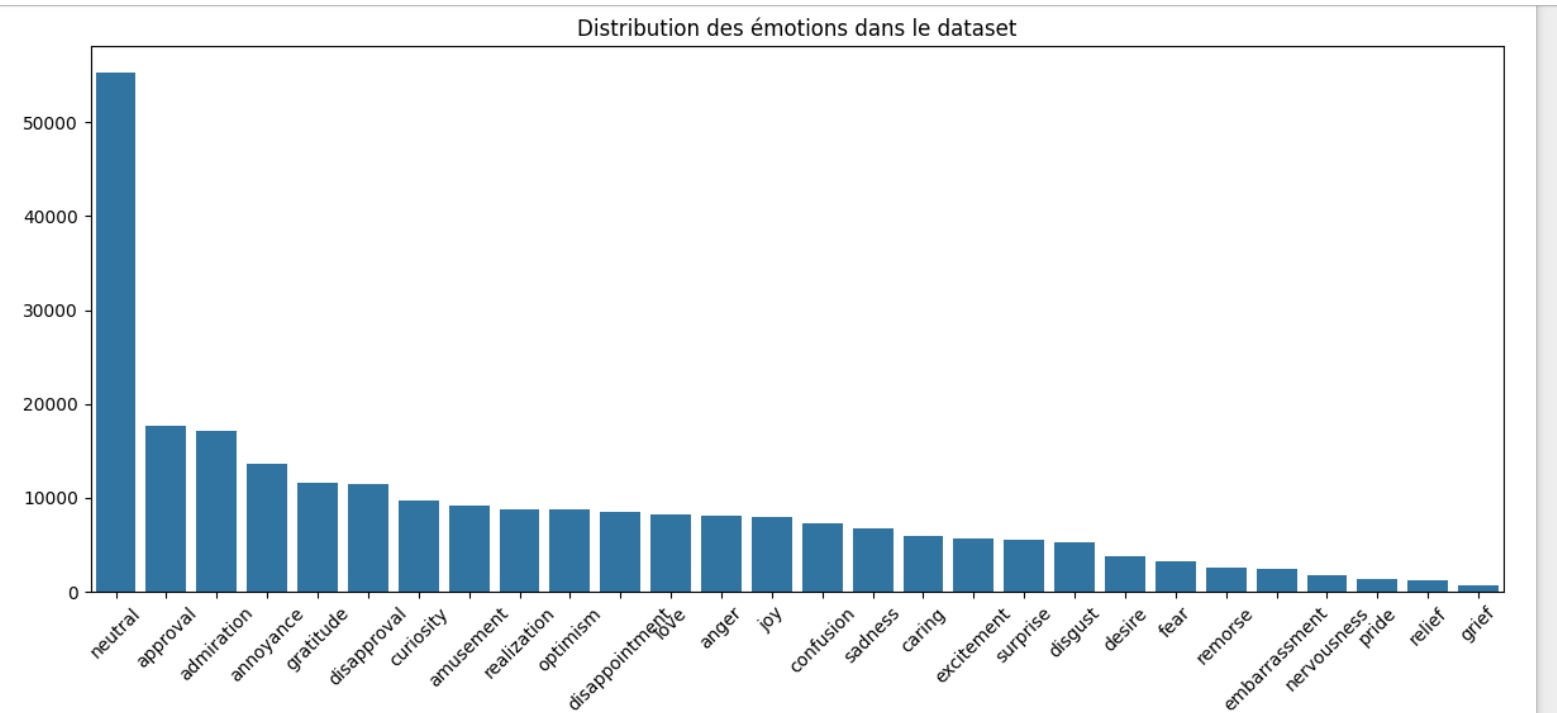 Distribution des émotions dans le dataset
50000
40000
30000
20000
10000
0
neutral
approval
admiration
annoyance
gratitude
disapproval
curiosity
amusement
realization
optimism
disappointment
love
anger
joy
confusion
sadness
caring
excitement
surprise
disgust
desire
fear
remorse
embarrassment
nervousness
pride
relief
grief